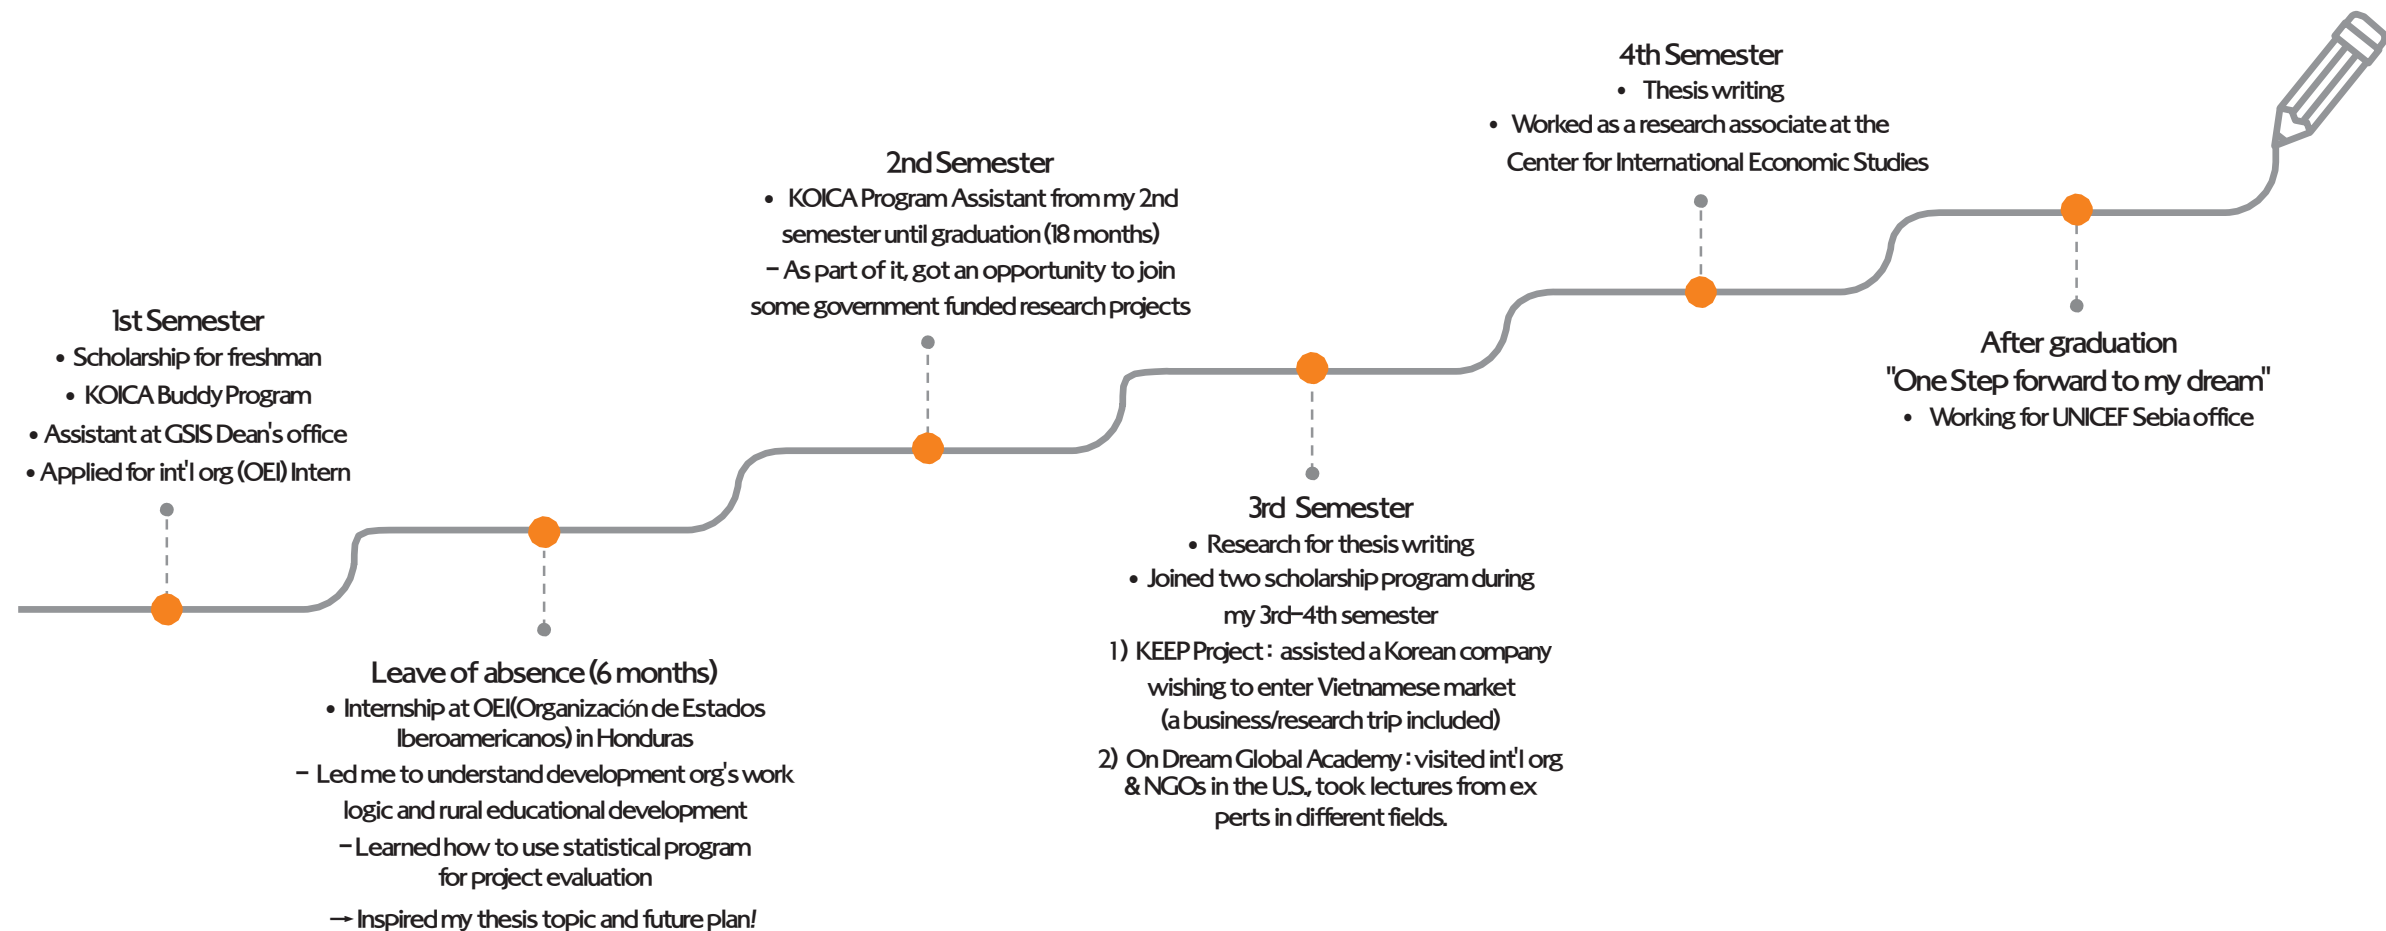 1st Semester
• Scholarship for freshman
• KOICA Buddy Program
• Assistant at GSIS Dean's office
• Applied for int'l org (OEI) Intern
Leave of absence (6 months)
• Internship at OEI(Organización de Estados
Iberoamericanos) in Honduras
- Led me to understand development org's work
logic and rural educational development
- Learned how to use statistical program
for project evaluation
→ Inspired my thesis topic and future plan!
2nd Semester
• KOICA Program Assistant from my 2nd
semester until graduation (18 months)
- As part of it, got an opportunity to join
some government funded research projects
3rd Semester
• Research for thesis writing
• Joined two scholarship program during
my 3rd-4th semester
1) KEEP Project : assisted a Korean company
wishing to enter Vietnamese market
(a business/research trip included)
2) On Dream Global Academy : visited int'l org
& NGOs in the U.S., took lectures from ex
perts in different fields.
4th Semester
• Thesis writing
• Worked as a research associate at the
Center for International Economic Studies
After graduation
"One Step forward to my dream"
• Working for UNICEF Sebia office